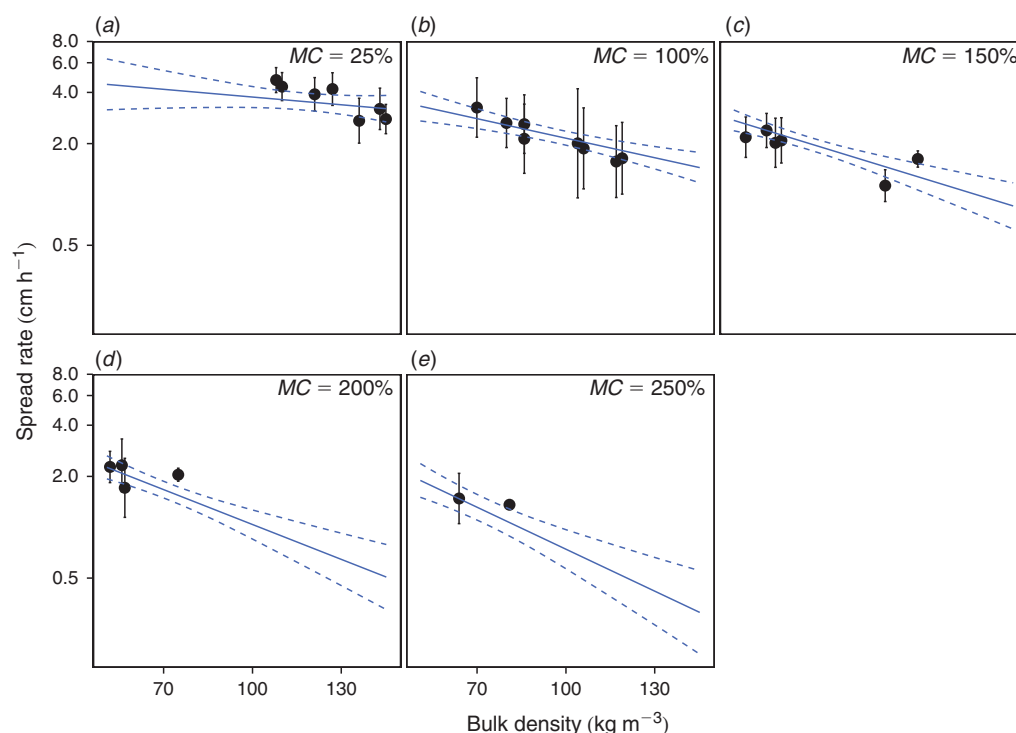 (a)
(b)
(c)
8.0
MC = 25%
MC = 100%
MC = 150%
6.0
4.0
2.0
0.5
Spread rate (cm h⁻¹)
(d)
(e)
8.0
MC = 200%
MC = 250%
4.0
2.0
0.5
70
100
130
70
100
130
Bulk density (kg m⁻³)